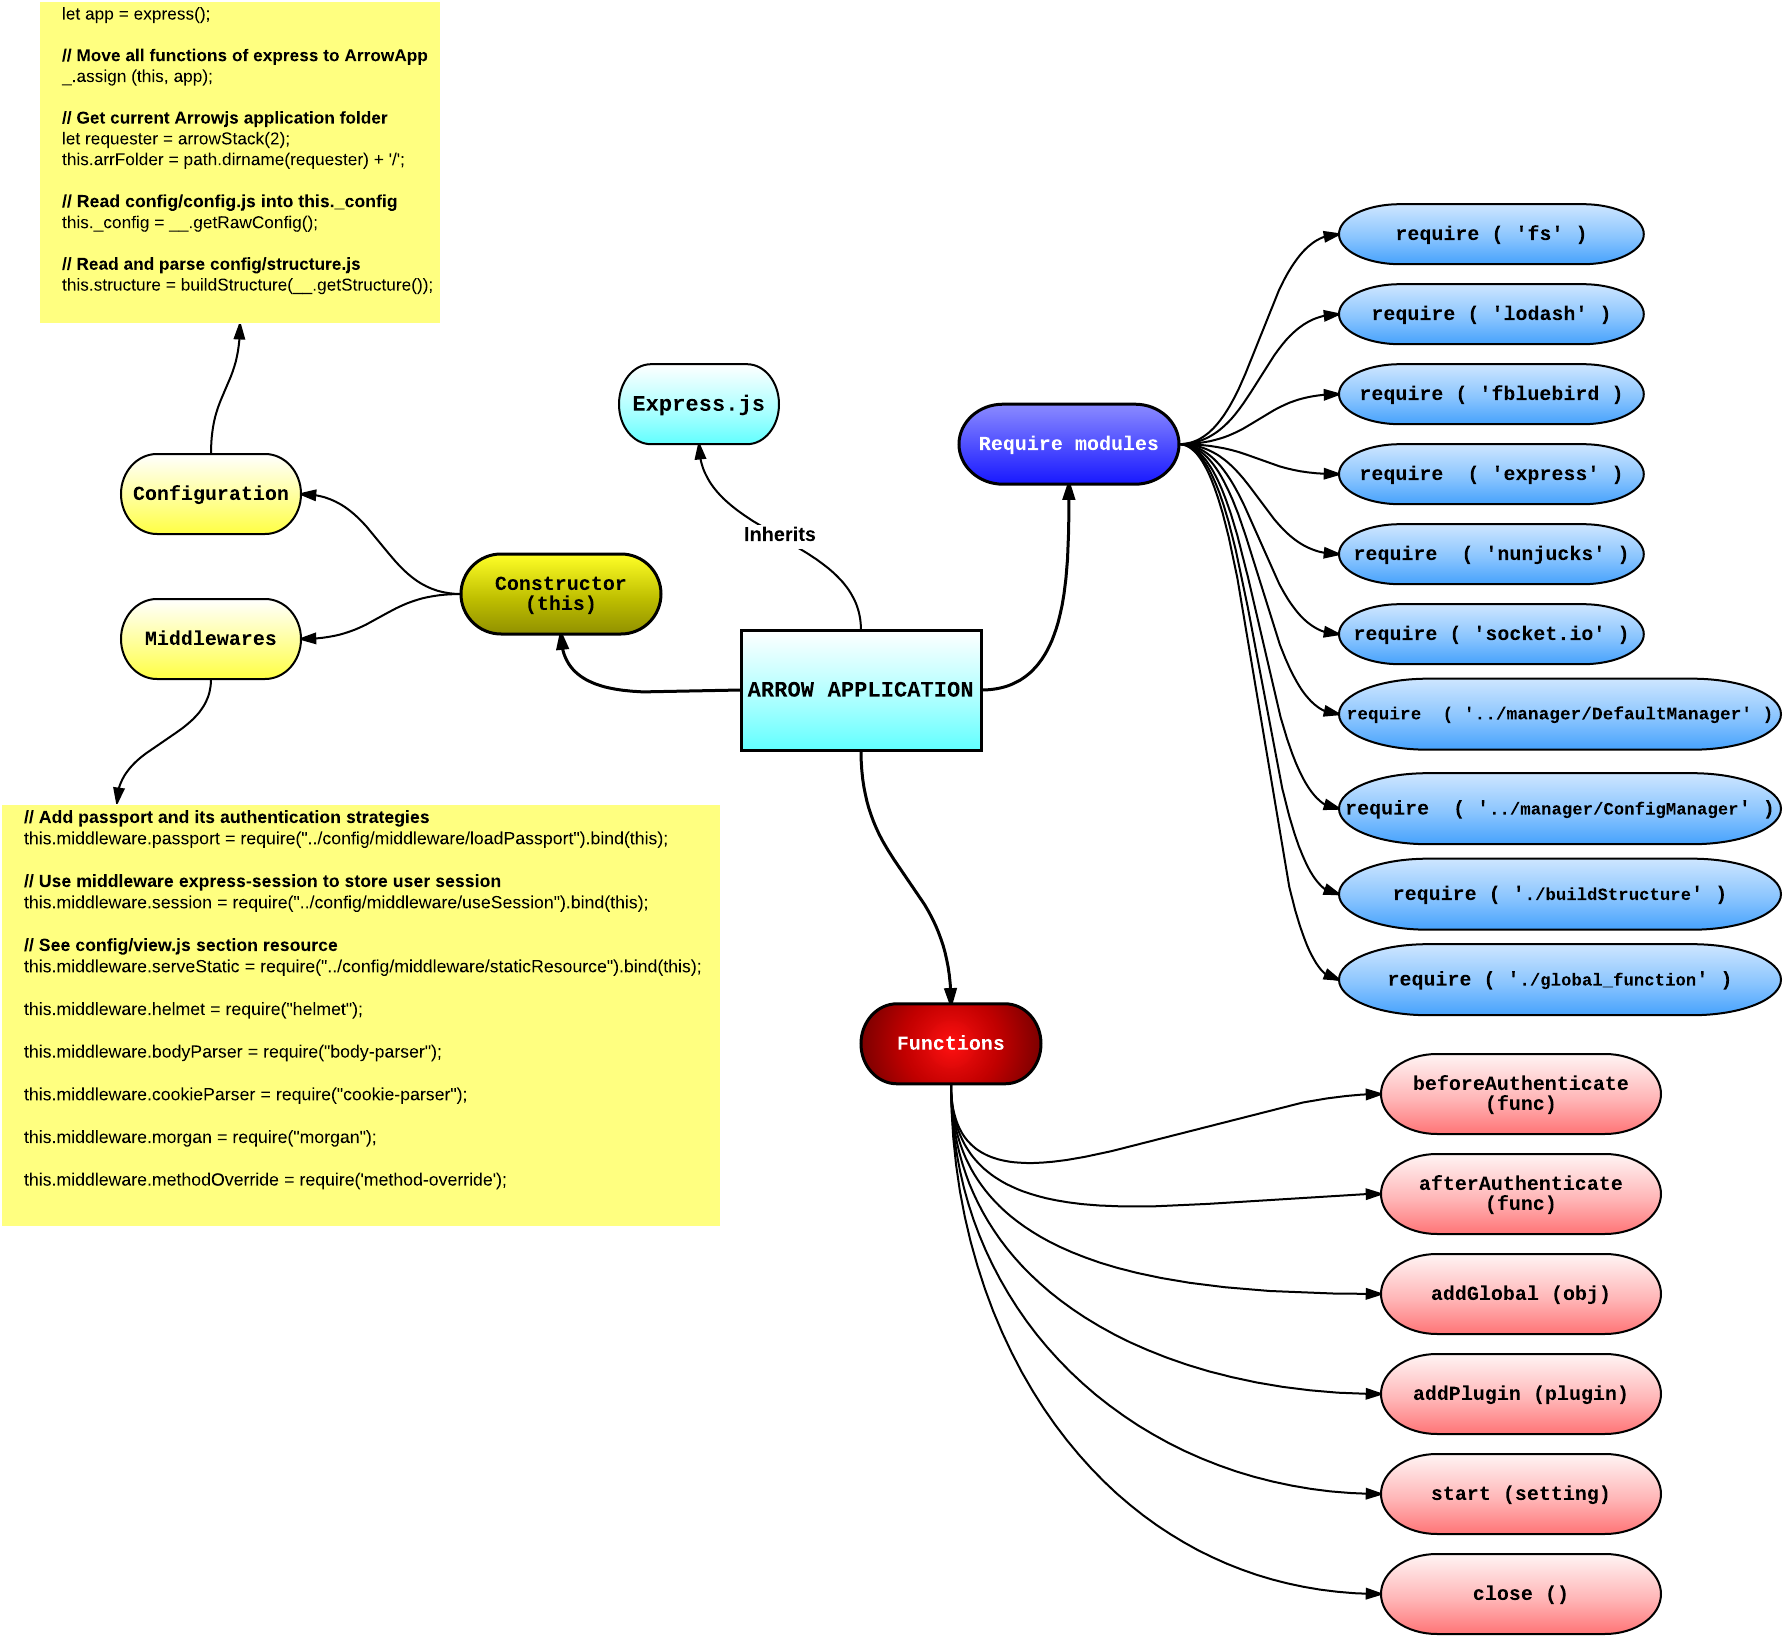 let app = express();
// Move all functions of express to ArrowApp
_.assign (this, app);
// Get current Arrowjs application folder
let requester = arrowStack(2);
this.arrFolder = path.dirname(requester) + '/';
// Read config/config.js into this._config
this._config = __.getRawConfig();
// Read and parse config/structure.js
this.structure = buildStructure(__.getStructure());
Configuration
Middlewares
Constructor
(this)
Express.js
Inherits
ARROW APPLICATION
Require modules
require ( 'fs' )
require ( 'lodash' )
require ( 'fbluebird )
require  ( 'express' )
require  ( 'nunjucks' )
require ( 'socket.io' )
require  ( '../manager/DefaultManager' )
require  ( '../manager/ConfigManager' )
require ( './buildStructure' )
require ( './global_function' )
// Add passport and its authentication strategies
this.middleware.passport = require("../config/middleware/loadPassport").bind(this);
// Use middleware express-session to store user session
this.middleware.session = require("../config/middleware/useSession").bind(this);
// See config/view.js section resource
this.middleware.serveStatic = require("../config/middleware/staticResource").bind(this);
this.middleware.helmet = require("helmet");
this.middleware.bodyParser = require("body-parser");
this.middleware.cookieParser = require("cookie-parser");
this.middleware.morgan = require("morgan");
this.middleware.methodOverride = require('method-override');
Functions
beforeAuthenticate
(func)
afterAuthenticate
(func)
addGlobal (obj)
addPlugin (plugin)
start (setting)
close ()